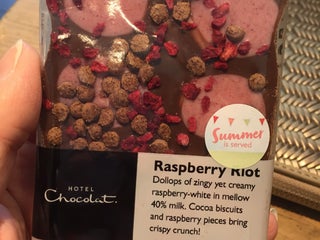 Summer
is served
Raspberry Riot
Dollops of zingy yet creamy
raspberry-white in mellow
40% milk. Cocoa biscuits
and raspberry pieces bring
crispy crunch!
HOTEL
Chocolat.